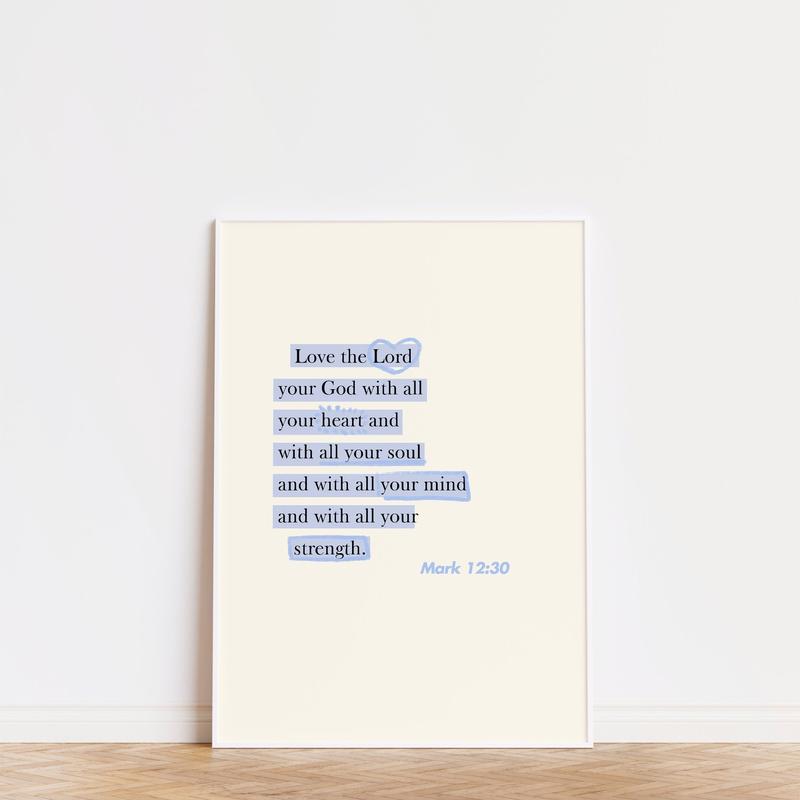 Love the Lord
your God with all
your heart and
with all your soul
and with all your mind
and with all your
strength.
Mark 12:30